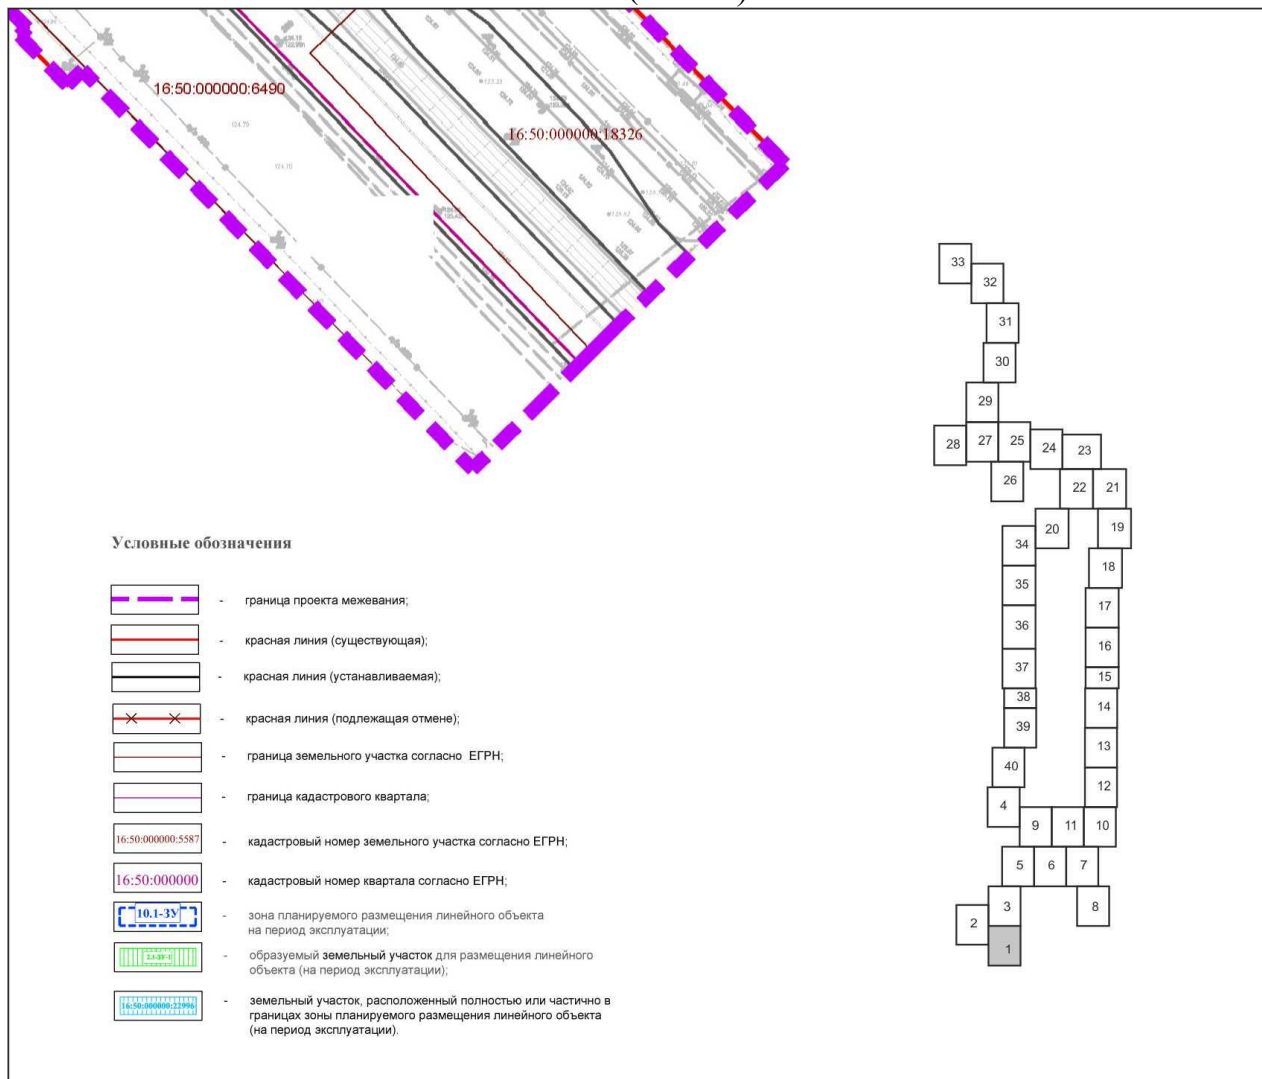 16:50:000000:6490
124.70
124.70
16:50:000000:18326
33
32
31
30
29
28
27
25
24
23
26
22
21
20
19
34
18
35
17
36
16
37
15
38
14
39
13
40
12
4
9
11
10
5
6
7
3
8
2
1
Условные обозначения
- граница проекта межевания;
- красная линия (существующая);
- красная линия (устанавливаемая);
- красная линия (подлежащая отмене);
- граница земельного участка согласно ЕГРН;
- граница кадастрового квартала;
16:50:000000:5587 - кадастровый номер земельного участка согласно ЕГРН;
16:50:000000 - кадастровый номер квартала согласно ЕГРН;
10.1-ЗУ - зона планируемого размещения линейного объекта
на период эксплуатации;
- образуемый земельный участок для размещения линейного
объекта (на период эксплуатации);
16:50:000000:22996 - земельный участок, расположенный полностью или частично в
границах зоны планируемого размещения линейного объекта
(на период эксплуатации).